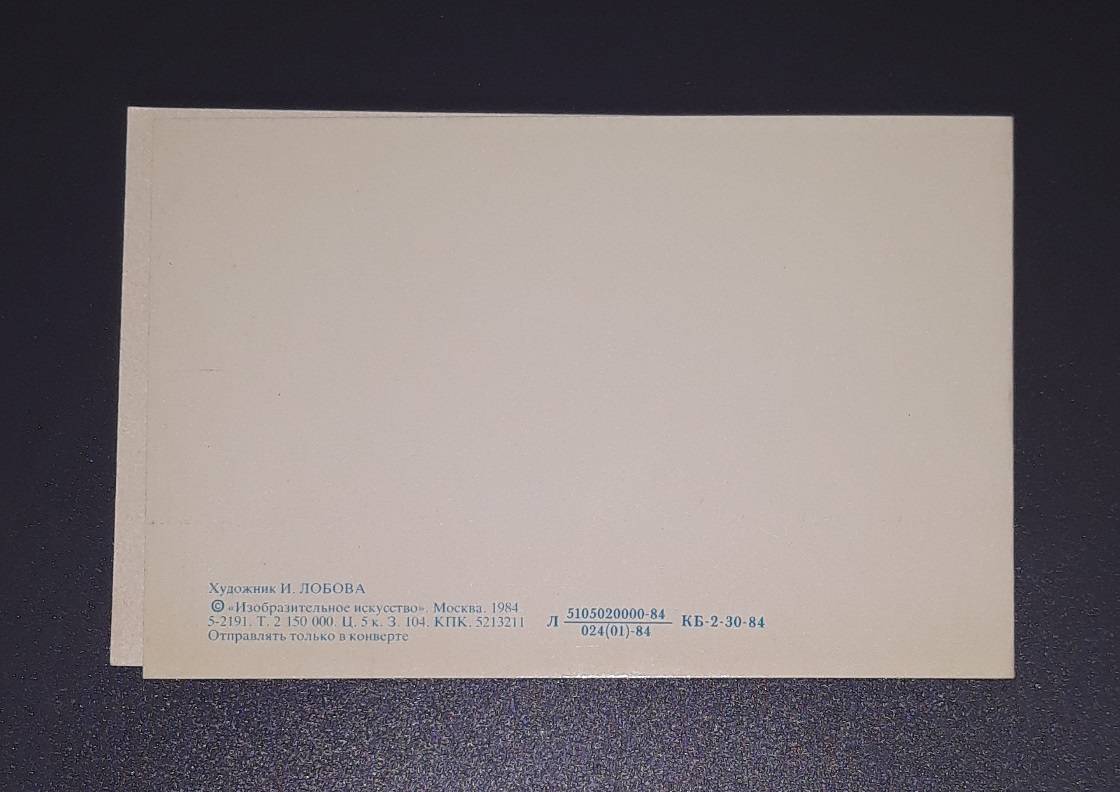 Художник И. ЛОБОВА
© «Изобразительное искусство». Москва. 1984
5-2191. Т. 2 150 000. Ц. 5 к. З. 104. КПК. 5213211
Отправлять только в конверте
Л 5105020000-84 КБ-2-30-84
024(01)-84